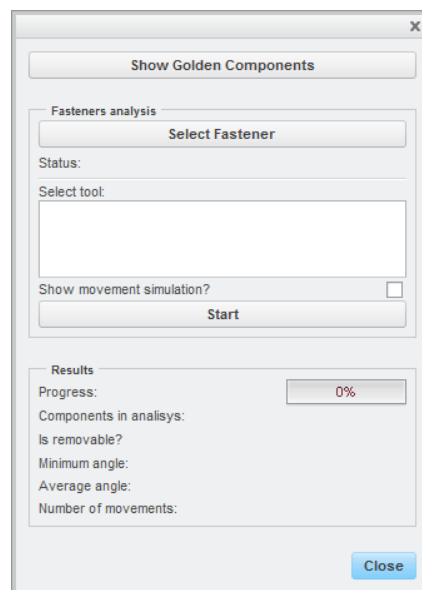 Show Golden Components
Fasteners analysis
Select Fastener
Status:
Select tool:
Show movement simulation?
Start
Results
Progress: 0%
Components in analisys:
Is removable?
Minimum angle:
Average angle:
Number of movements:
Close